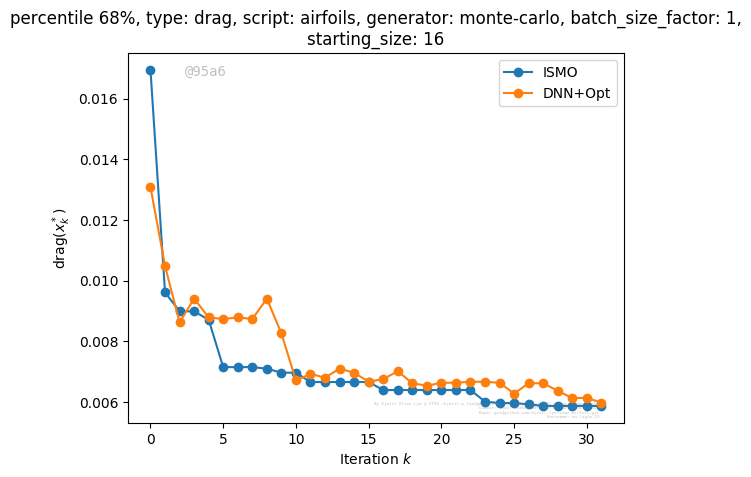 percentile 68%, type: drag, script: airfoils, generator: monte-carlo, batch_size_factor: 1,
starting_size: 16
@95a6
ISMO
DNN+Opt
0.016
0.014
0.012
0.010
0.008
0.006
drag(x*k)
0 5 10 15 20 25 30
Iteration k